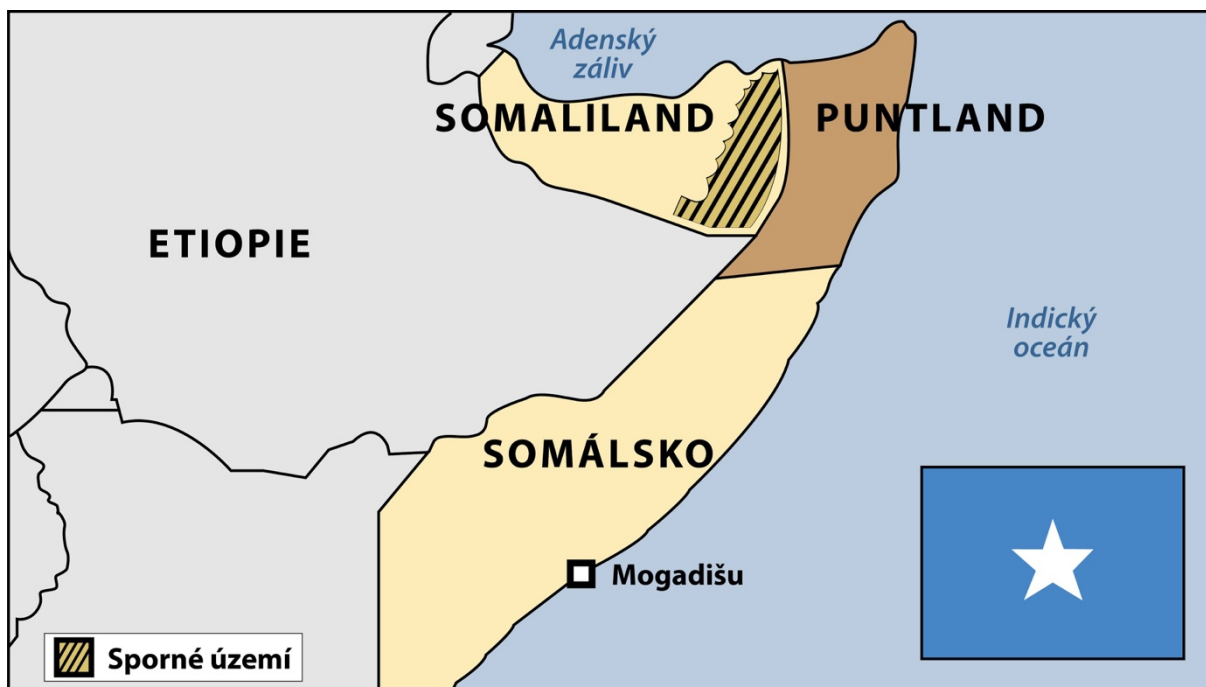 Adenský
záliv
SOMALILAND
PUNTLAND
ETIOPIE
Indický
oceán
SOMÁLSKO
Mogadišu
Sporné území